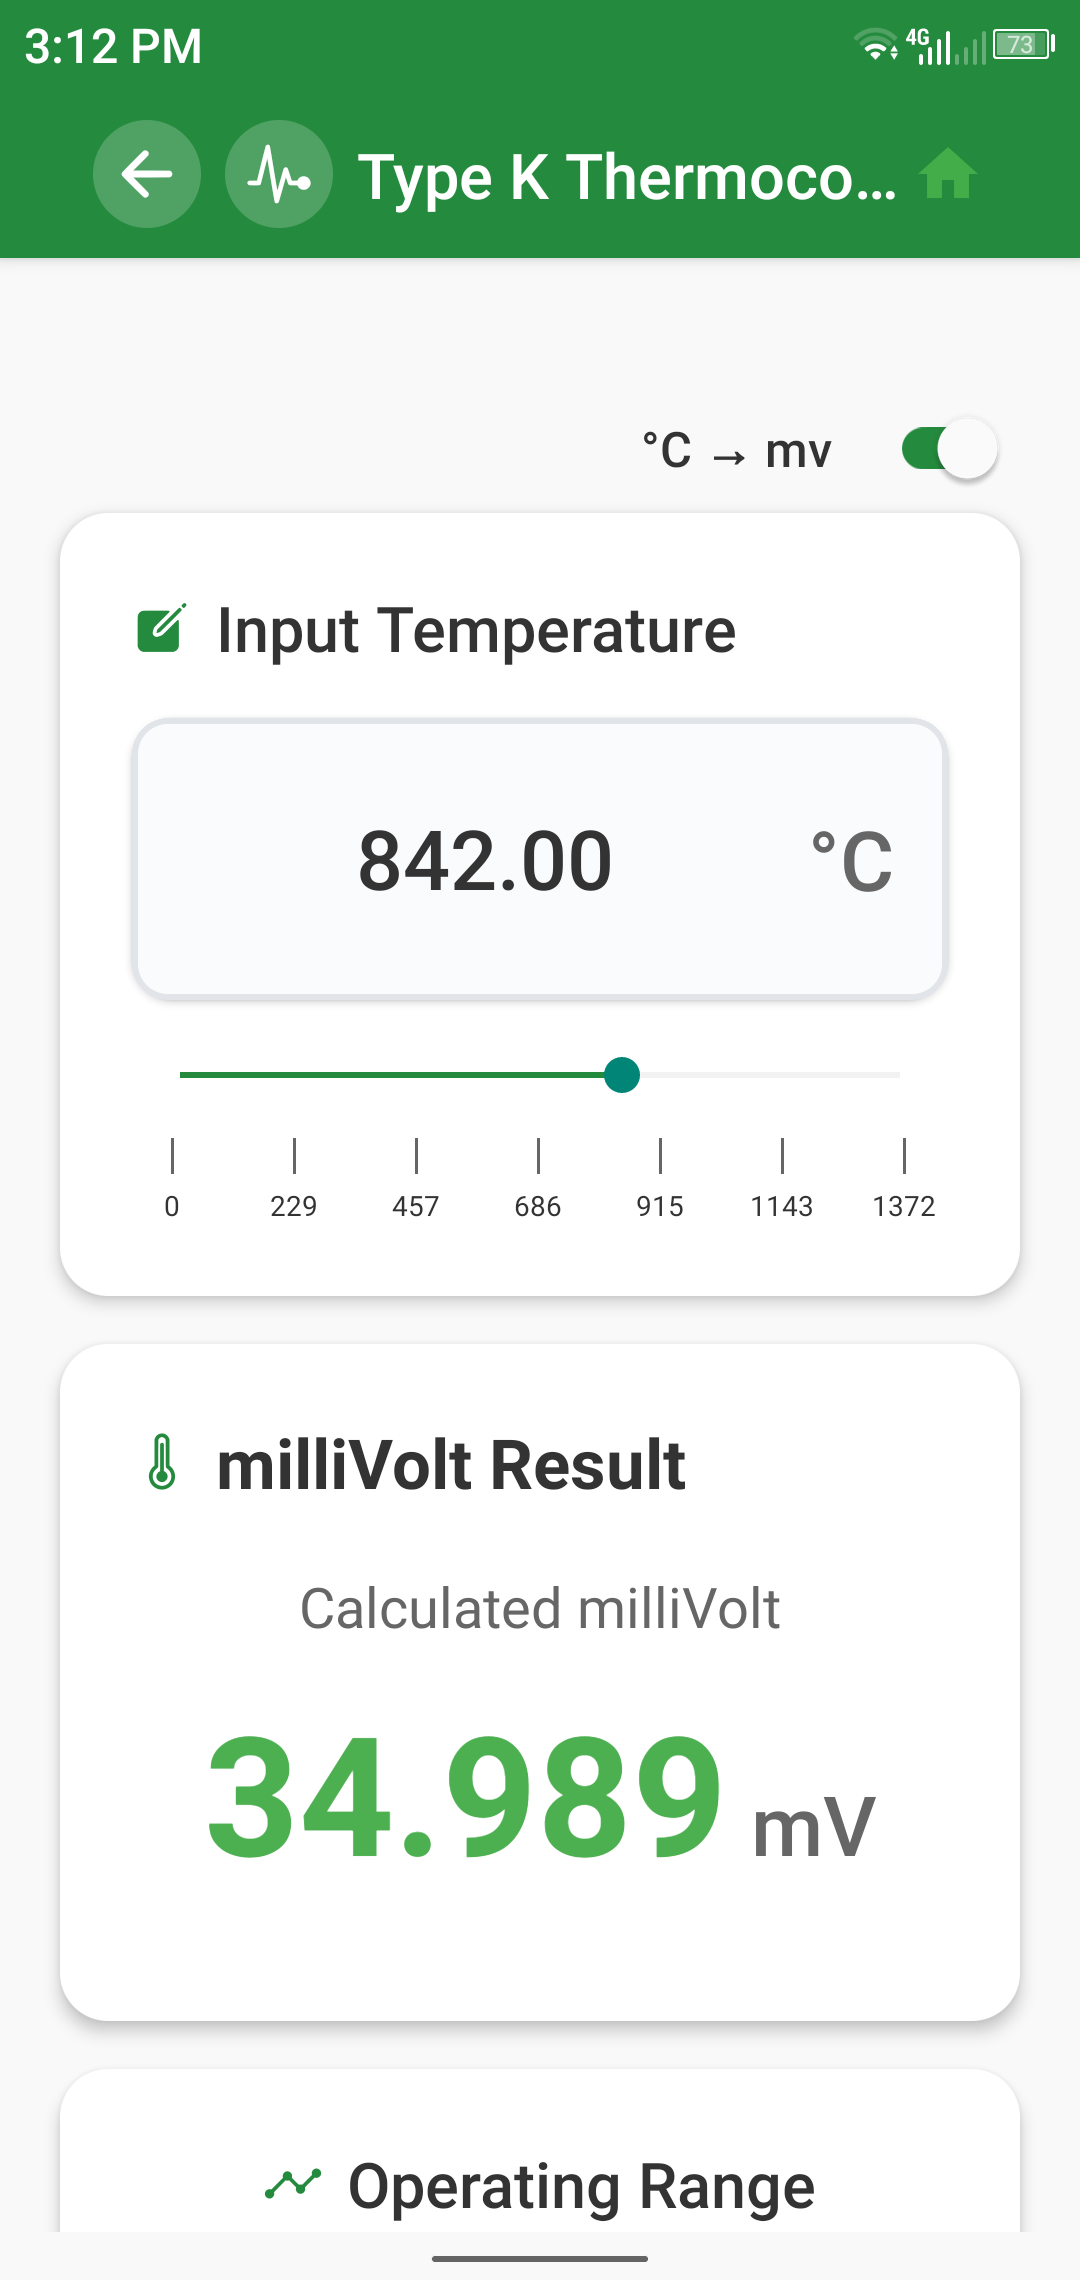 3:12 PM
4G
73
Type K Thermoco...
°C → mv
Input Temperature
842.00 °C
0 229 457 686 915 1143 1372
milliVolt Result
Calculated milliVolt
34.989 mV
Operating Range